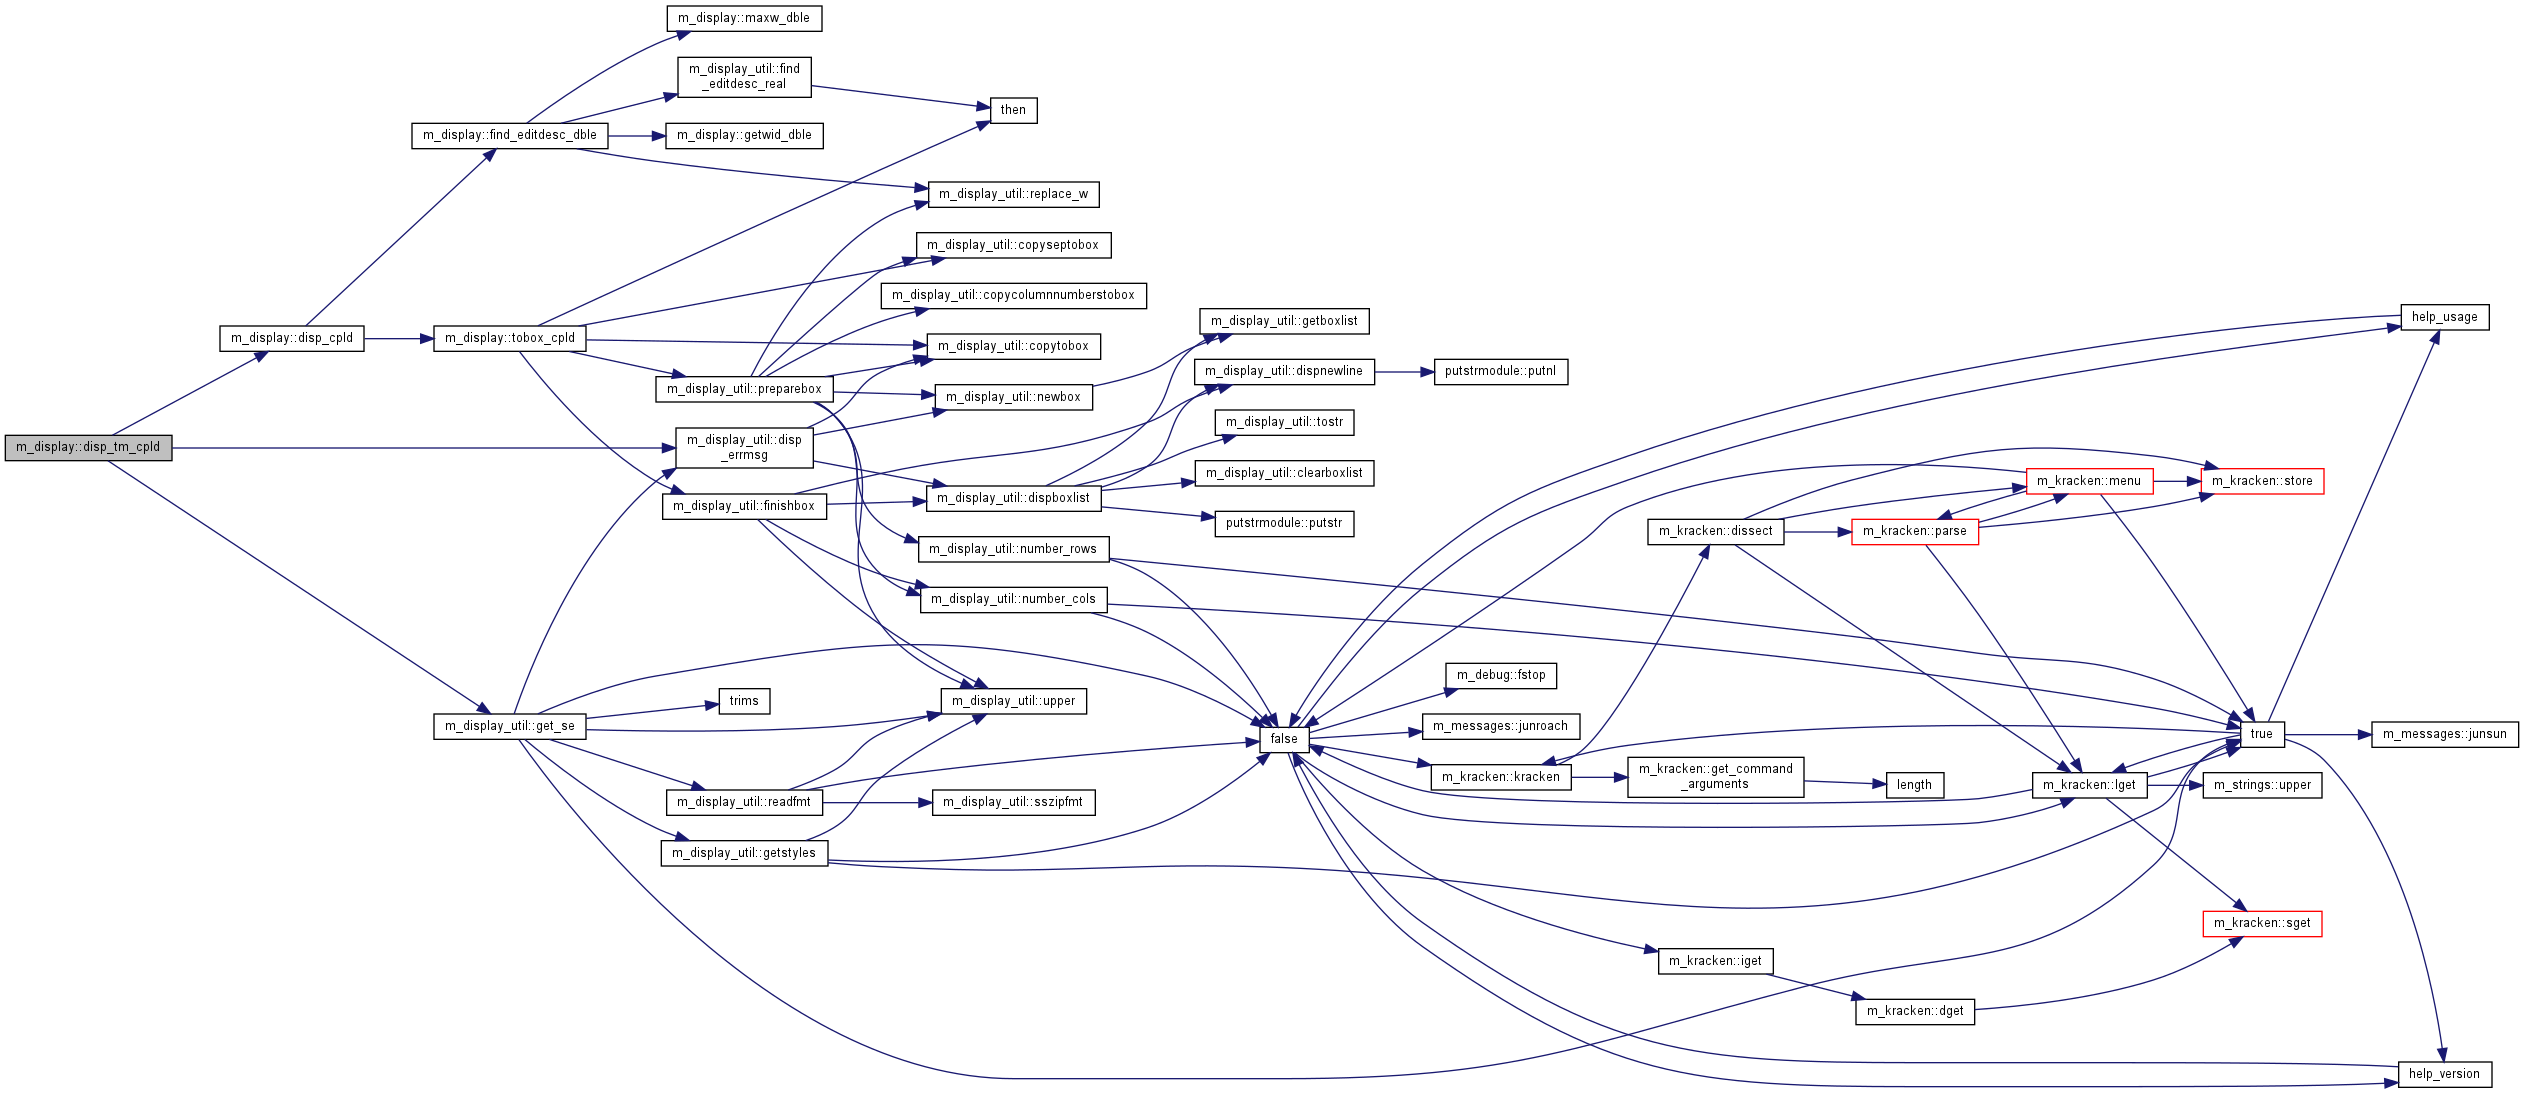 m_display::maxw_dble
m_display_util::find
_editdesc_real
then
m_display::find_editdesc_dble
m_display::getwid_dble
m_display_util::replace_w
m_display_util::copyseptobox
m_display_util::copycolumnnumberstobox
m_display_util::getboxlist
help_usage
m_display::disp_cpld
m_display::tobox_cpld
m_display_util::copytobox
m_display_util::dispnewline
putstrmodule::putnl
m_display_util::preparebox
m_display_util::newbox
m_display_util::tostr
m_display::disp_tm_cpld
m_display_util::disp
_errmsg
m_display_util::clearboxlist
m_kracken::menu
m_kracken::store
m_display_util::dispboxlist
m_display_util::finishbox
putstrmodule::putstr
m_kracken::dissect
m_kracken::parse
m_display_util::number_rows
m_display_util::number_cols
m_debug::fstop
trims
m_display_util::upper
m_display_util::get_se
m_messages::junroach
false
true
m_messages::junsun
m_kracken::kracken
m_kracken::get_command
_arguments
length
m_kracken::lget
m_strings::upper
m_display_util::readfmt
m_display_util::sszipfmt
m_display_util::getstyles
m_kracken::sget
m_kracken::iget
m_kracken::dget
help_version